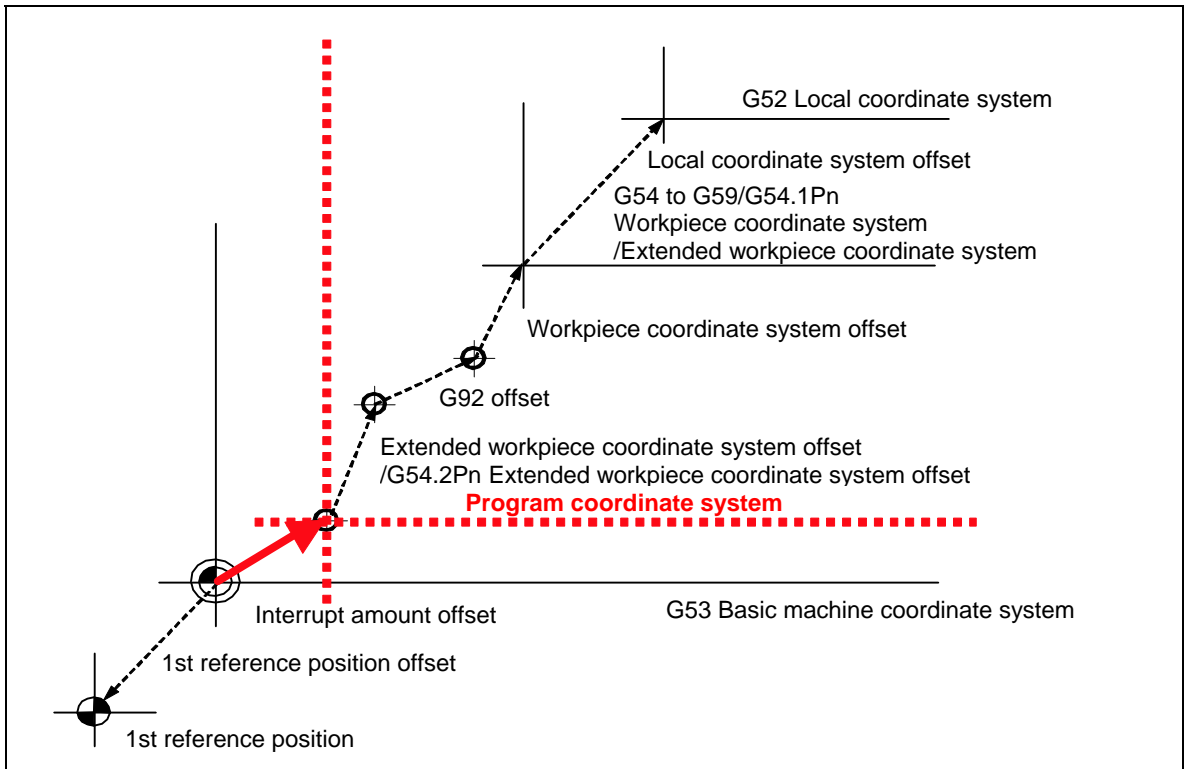 G52 Local coordinate system
Local coordinate system offset
G54 to G59/G54.1Pn
Workpiece coordinate system
/Extended workpiece coordinate system
Workpiece coordinate system offset
G92 offset
Extended workpiece coordinate system offset
/G54.2Pn Extended workpiece coordinate system offset
Program coordinate system
Interrupt amount offset
G53 Basic machine coordinate system
1st reference position offset
1st reference position